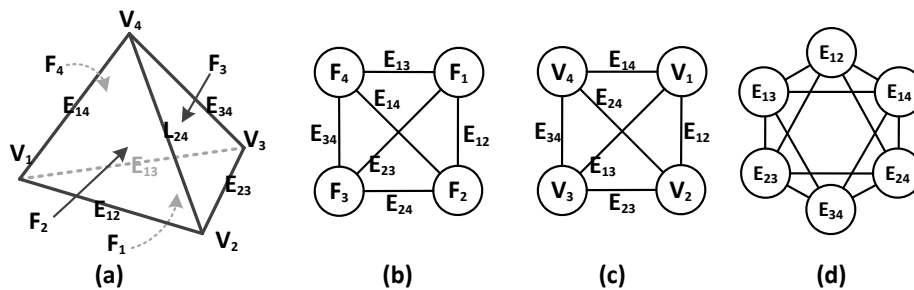 V₄
F₄
F₃
E₁₄
E₃₄
L₂₄
V₁
V₃
E₁₃
E₂₃
E₁₂
F₂
F₁
V₂
(a)
E₁₃
F₄
F₁
E₁₄
E₃₄
E₁₂
E₂₃
F₃
F₂
E₂₄
(b)
E₁₄
V₄
V₁
E₂₄
E₃₄
E₁₂
E₁₃
V₃
V₂
E₂₃
(c)
E₁₂
E₁₃
E₁₄
E₂₃
E₂₄
E₃₄
(d)